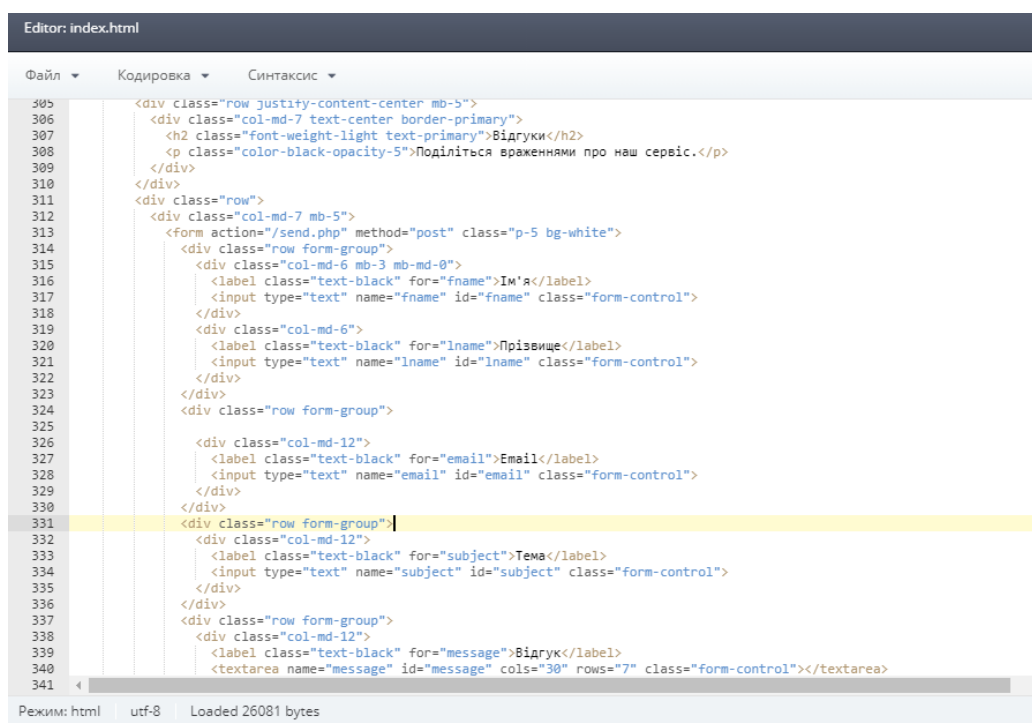 Editor: index.html
Файл Кодировка Синтаксис
305 <div class="row justify-content-center mb-5">
306 <div class="col-md-7 text-center border-primary">
307 <h2 class="font-weight-light text-primary">Відгуки</h2>
308 <p class="color-black-opacity-5">Поділіться враженнями про наш сервіс.</p>
309 </div>
310 </div>
311 <div class="row">
312 <div class="col-md-7 mb-5">
313 <form action="/send.php" method="post" class="p-5 bg-white">
314 <div class="row form-group">
315 <div class="col-md-6 mb-3 mb-md-0">
316 <label class="text-black" for="fname">Ім'я</label>
317 <input type="text" name="fname" id="fname" class="form-control">
318 </div>
319 <div class="col-md-6">
320 <label class="text-black" for="lname">Прізвище</label>
321 <input type="text" name="lname" id="lname" class="form-control">
322 </div>
323 </div>
324 <div class="row form-group">
325
326 <div class="col-md-12">
327 <label class="text-black" for="email">Email</label>
328 <input type="text" name="email" id="email" class="form-control">
329 </div>
330 </div>
331 <div class="row form-group">
332 <div class="col-md-12">
333 <label class="text-black" for="subject">Тема</label>
334 <input type="text" name="subject" id="subject" class="form-control">
335 </div>
336 </div>
337 <div class="row form-group">
338 <div class="col-md-12">
339 <label class="text-black" for="message">Відгук</label>
340 <textarea name="message" id="message" cols="30" rows="7" class="form-control"></textarea>
341
Режим: html utf-8 Loaded 26081 bytes